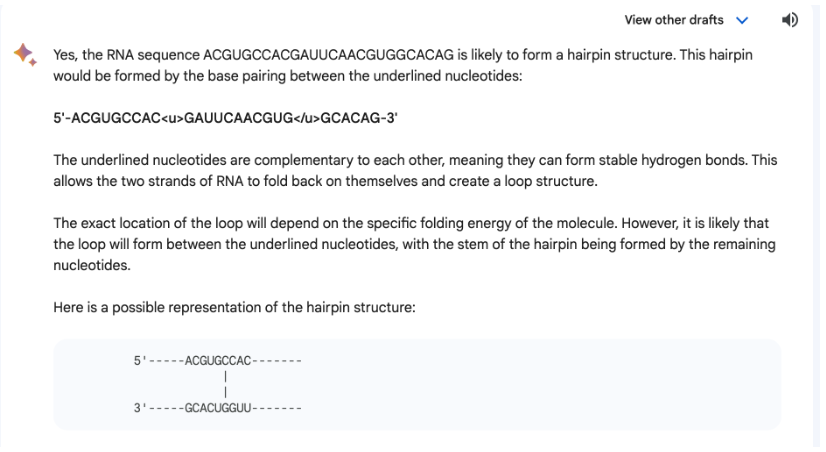 View other drafts
Yes, the RNA sequence ACGUGCCACGAUUCAACGUGGCACAG is likely to form a hairpin structure. This hairpin
would be formed by the base pairing between the underlined nucleotides:
5'-ACGUGCCAC<u>GAUUCAACGUG</u>GCACAG-3'
The underlined nucleotides are complementary to each other, meaning they can form stable hydrogen bonds. This
allows the two strands of RNA to fold back on themselves and create a loop structure.
The exact location of the loop will depend on the specific folding energy of the molecule. However, it is likely that
the loop will form between the underlined nucleotides, with the stem of the hairpin being formed by the remaining
nucleotides.
Here is a possible representation of the hairpin structure:
5'-----ACGUGCCAC-------
|
|
3'-----GCACUGGUU-------